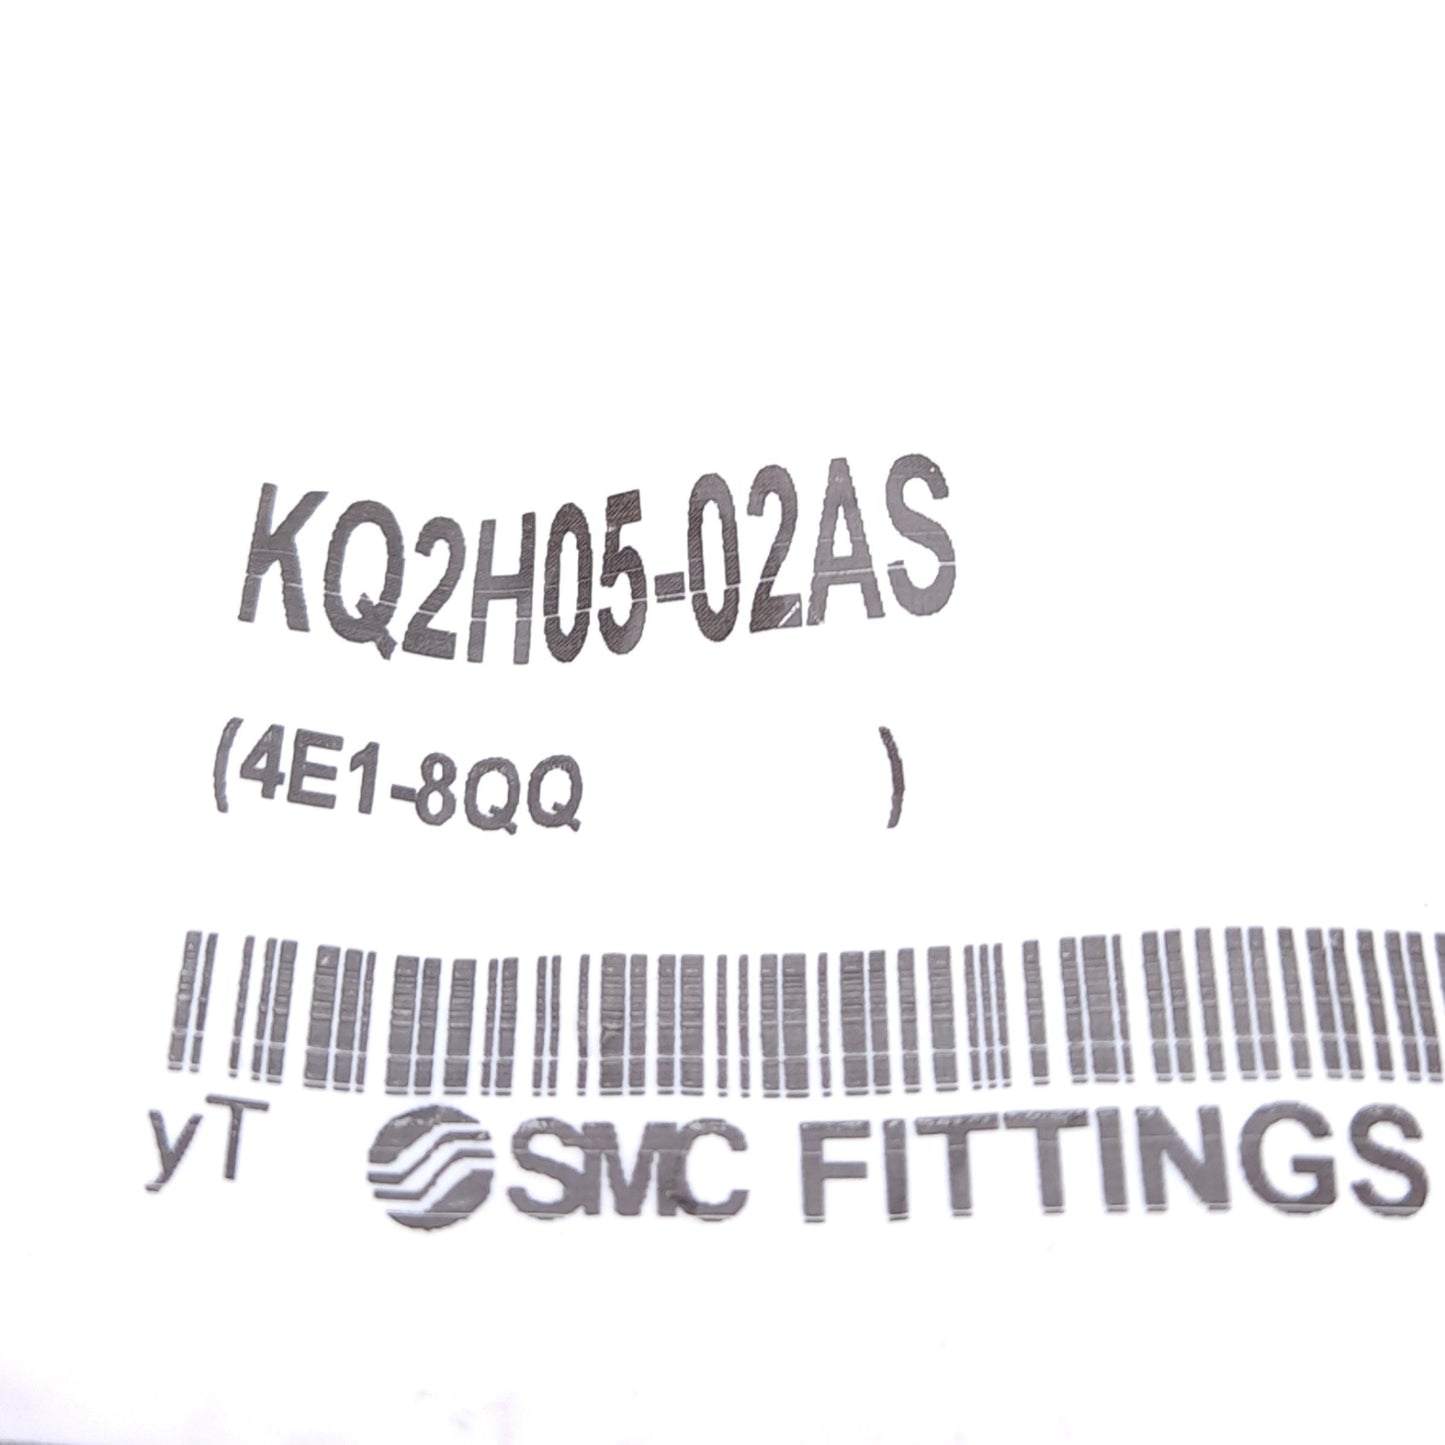 KQ2H05-02AS
(4E1-8QQ )
yT SMC FITTINGS